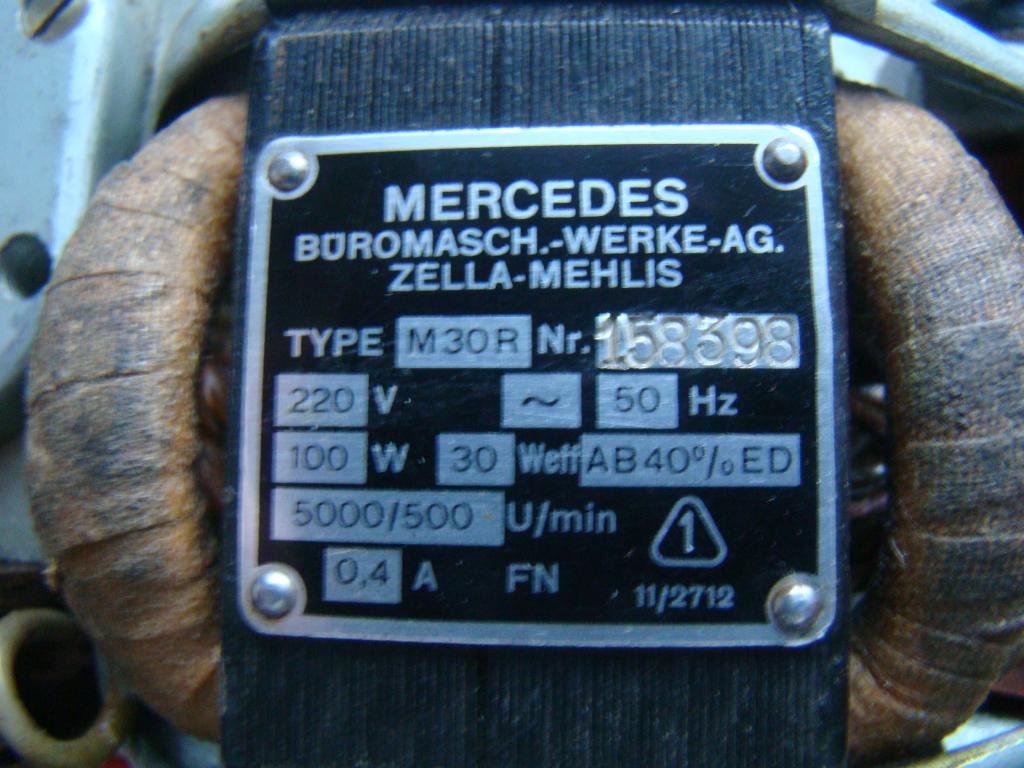 MERCEDES
BÜROMASCH.-WERKE-AG.
ZELLA-MEHLIS
TYPE M30R Nr. 158398
220 V ~ 50 Hz
100 W 30 Weff AB 40% ED
5000/500 U/min 1
0,4 A FN 11/2712